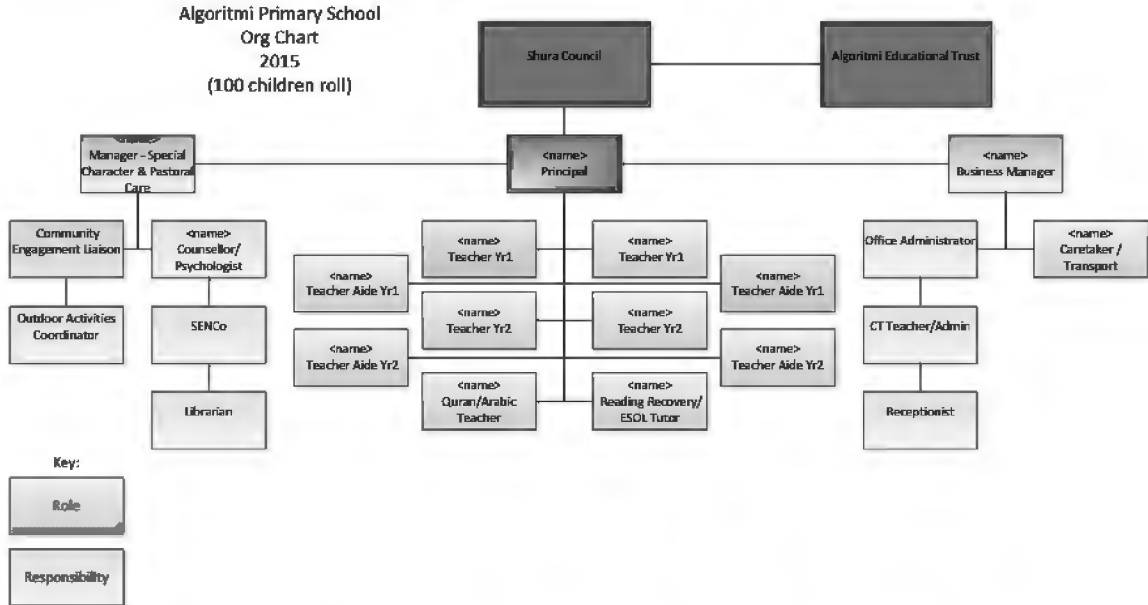 Algoritmi Primary School
Org Chart
2015
(100 children roll)
Shura Council
Algoritmi Educational Trust
<name>
Manager - Special
Character & Pastoral
Care
<name>
Principal
<name>
Business Manager
Community
Engagement Liaison
<name>
Counsellor/
Psychologist
<name>
Teacher Yr1
<name>
Teacher Yr1
Office Administrator
<name>
Caretaker /
Transport
<name>
Teacher Aide Yr1
<name>
Teacher Aide Yr1
Outdoor Activities
Coordinator
SENCo
<name>
Teacher Yr2
<name>
Teacher Yr2
CT Teacher/Admin
<name>
Teacher Aide Yr2
<name>
Teacher Aide Yr2
Librarian
<name>
Quran/Arabic
Teacher
<name>
Reading Recovery/
ESOL Tutor
Receptionist
Key:
Role
Responsibility